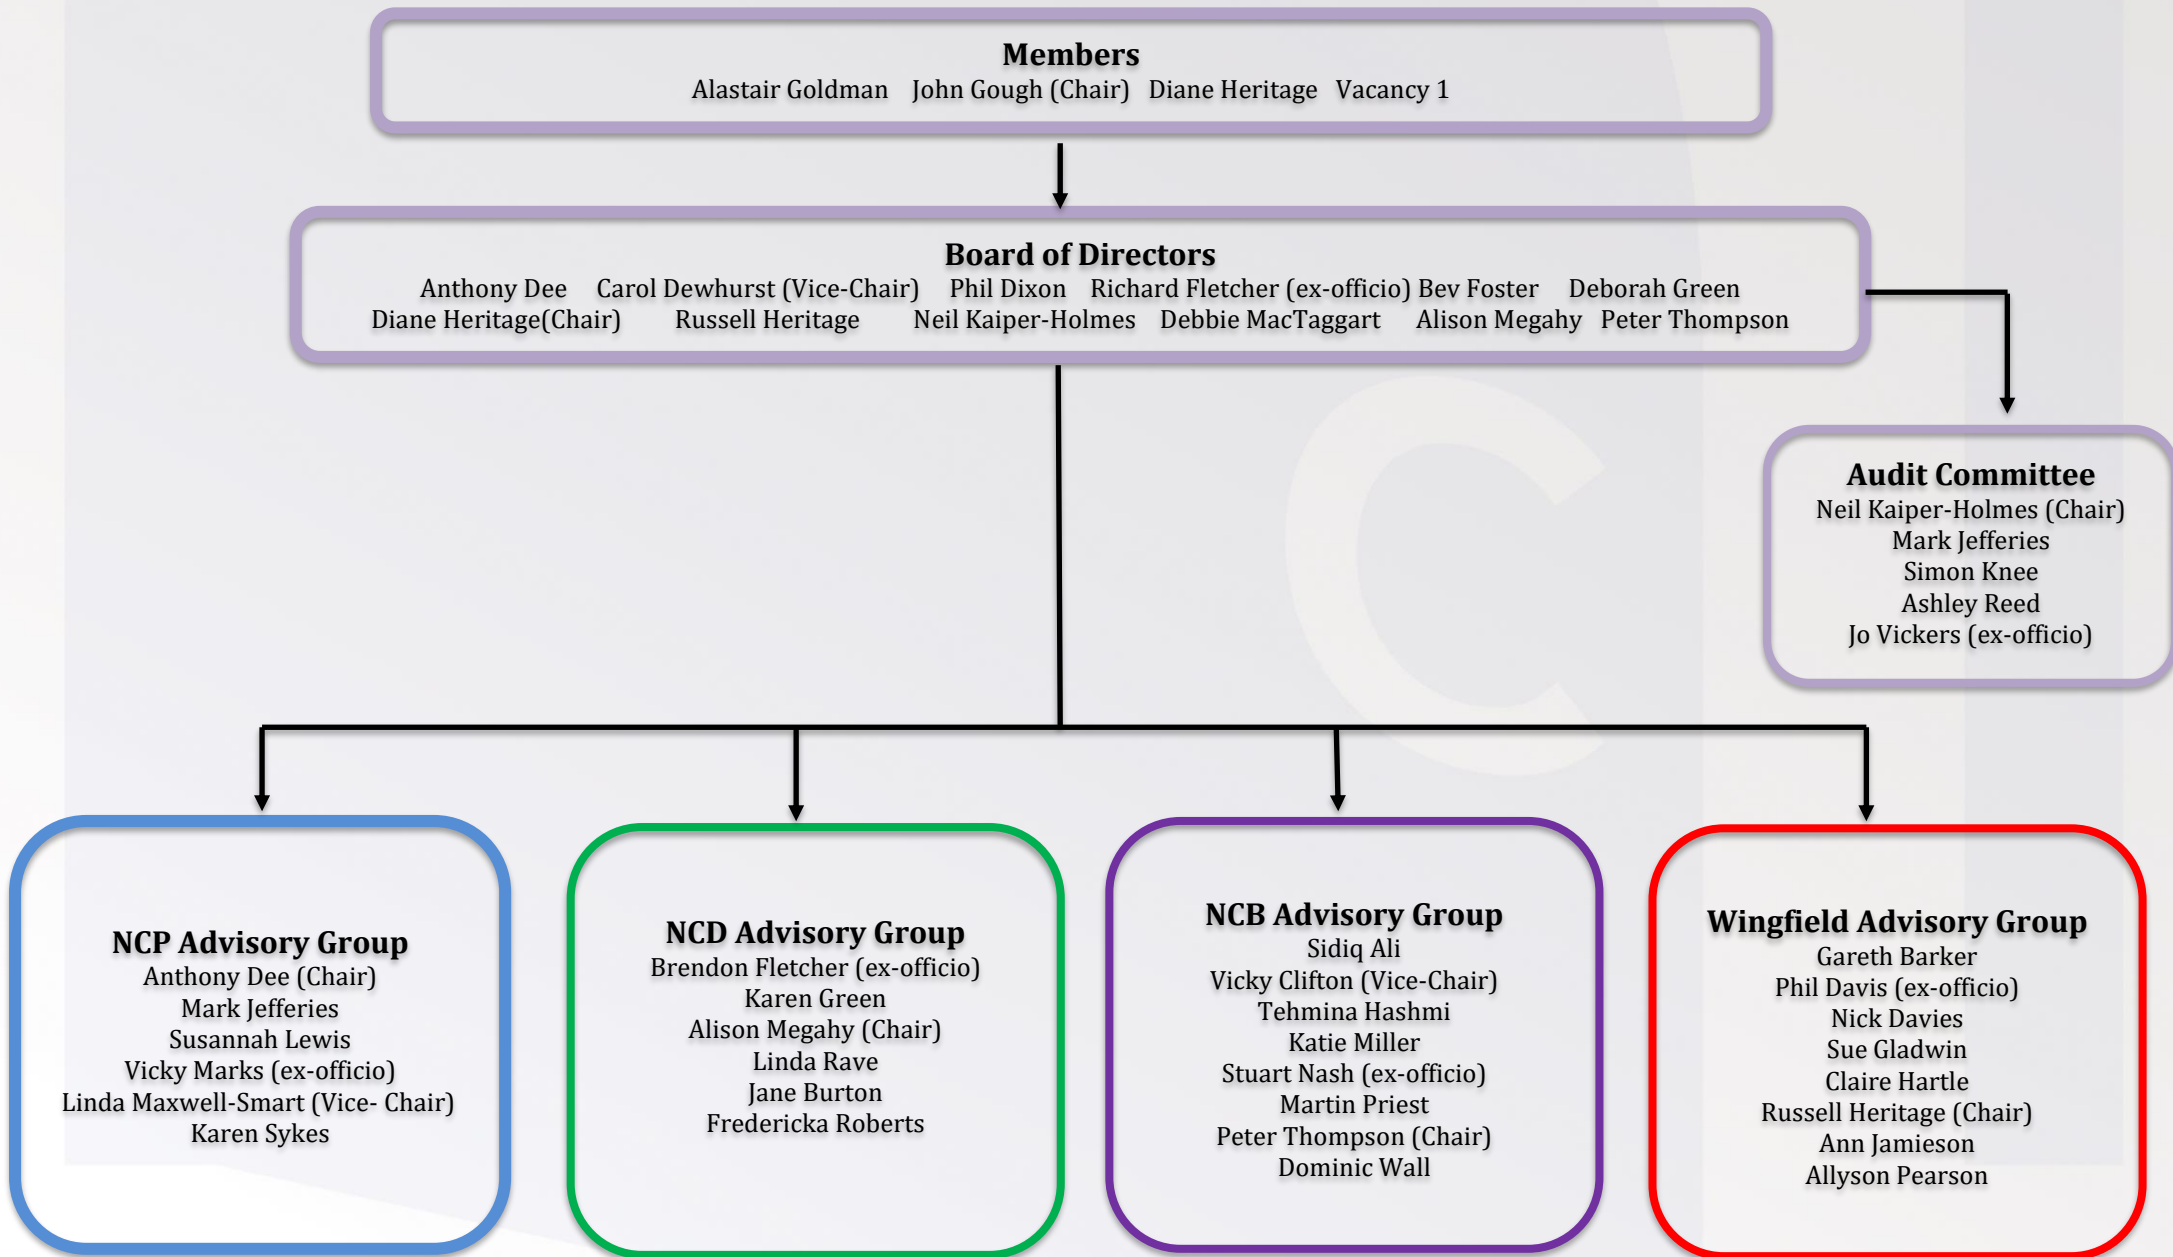 Members
Alastair Goldman John Gough (Chair) Diane Heritage Vacancy 1
Board of Directors
Anthony Dee Carol Dewhurst (Vice-Chair) Phil Dixon Richard Fletcher (ex-officio) Bev Foster Deborah Green
Diane Heritage(Chair) Russell Heritage Neil Kaiper-Holmes Debbie MacTaggart Alison Megahy Peter Thompson
Audit Committee
Neil Kaiper-Holmes (Chair)
Mark Jefferies
Simon Knee
Ashley Reed
Jo Vickers (ex-officio)
NCP Advisory Group
Anthony Dee (Chair)
Mark Jefferies
Susannah Lewis
Vicky Marks (ex-officio)
Linda Maxwell-Smart (Vice- Chair)
Karen Sykes
NCD Advisory Group
Brendon Fletcher (ex-officio)
Karen Green
Alison Megahy (Chair)
Linda Rave
Jane Burton
Fredericka Roberts
NCB Advisory Group
Sidiq Ali
Vicky Clifton (Vice-Chair)
Tehmina Hashmi
Katie Miller
Stuart Nash (ex-officio)
Martin Priest
Peter Thompson (Chair)
Dominic Wall
Wingfield Advisory Group
Gareth Barker
Phil Davis (ex-officio)
Nick Davies
Sue Gladwin
Claire Hartle
Russell Heritage (Chair)
Ann Jamieson
Allyson Pearson